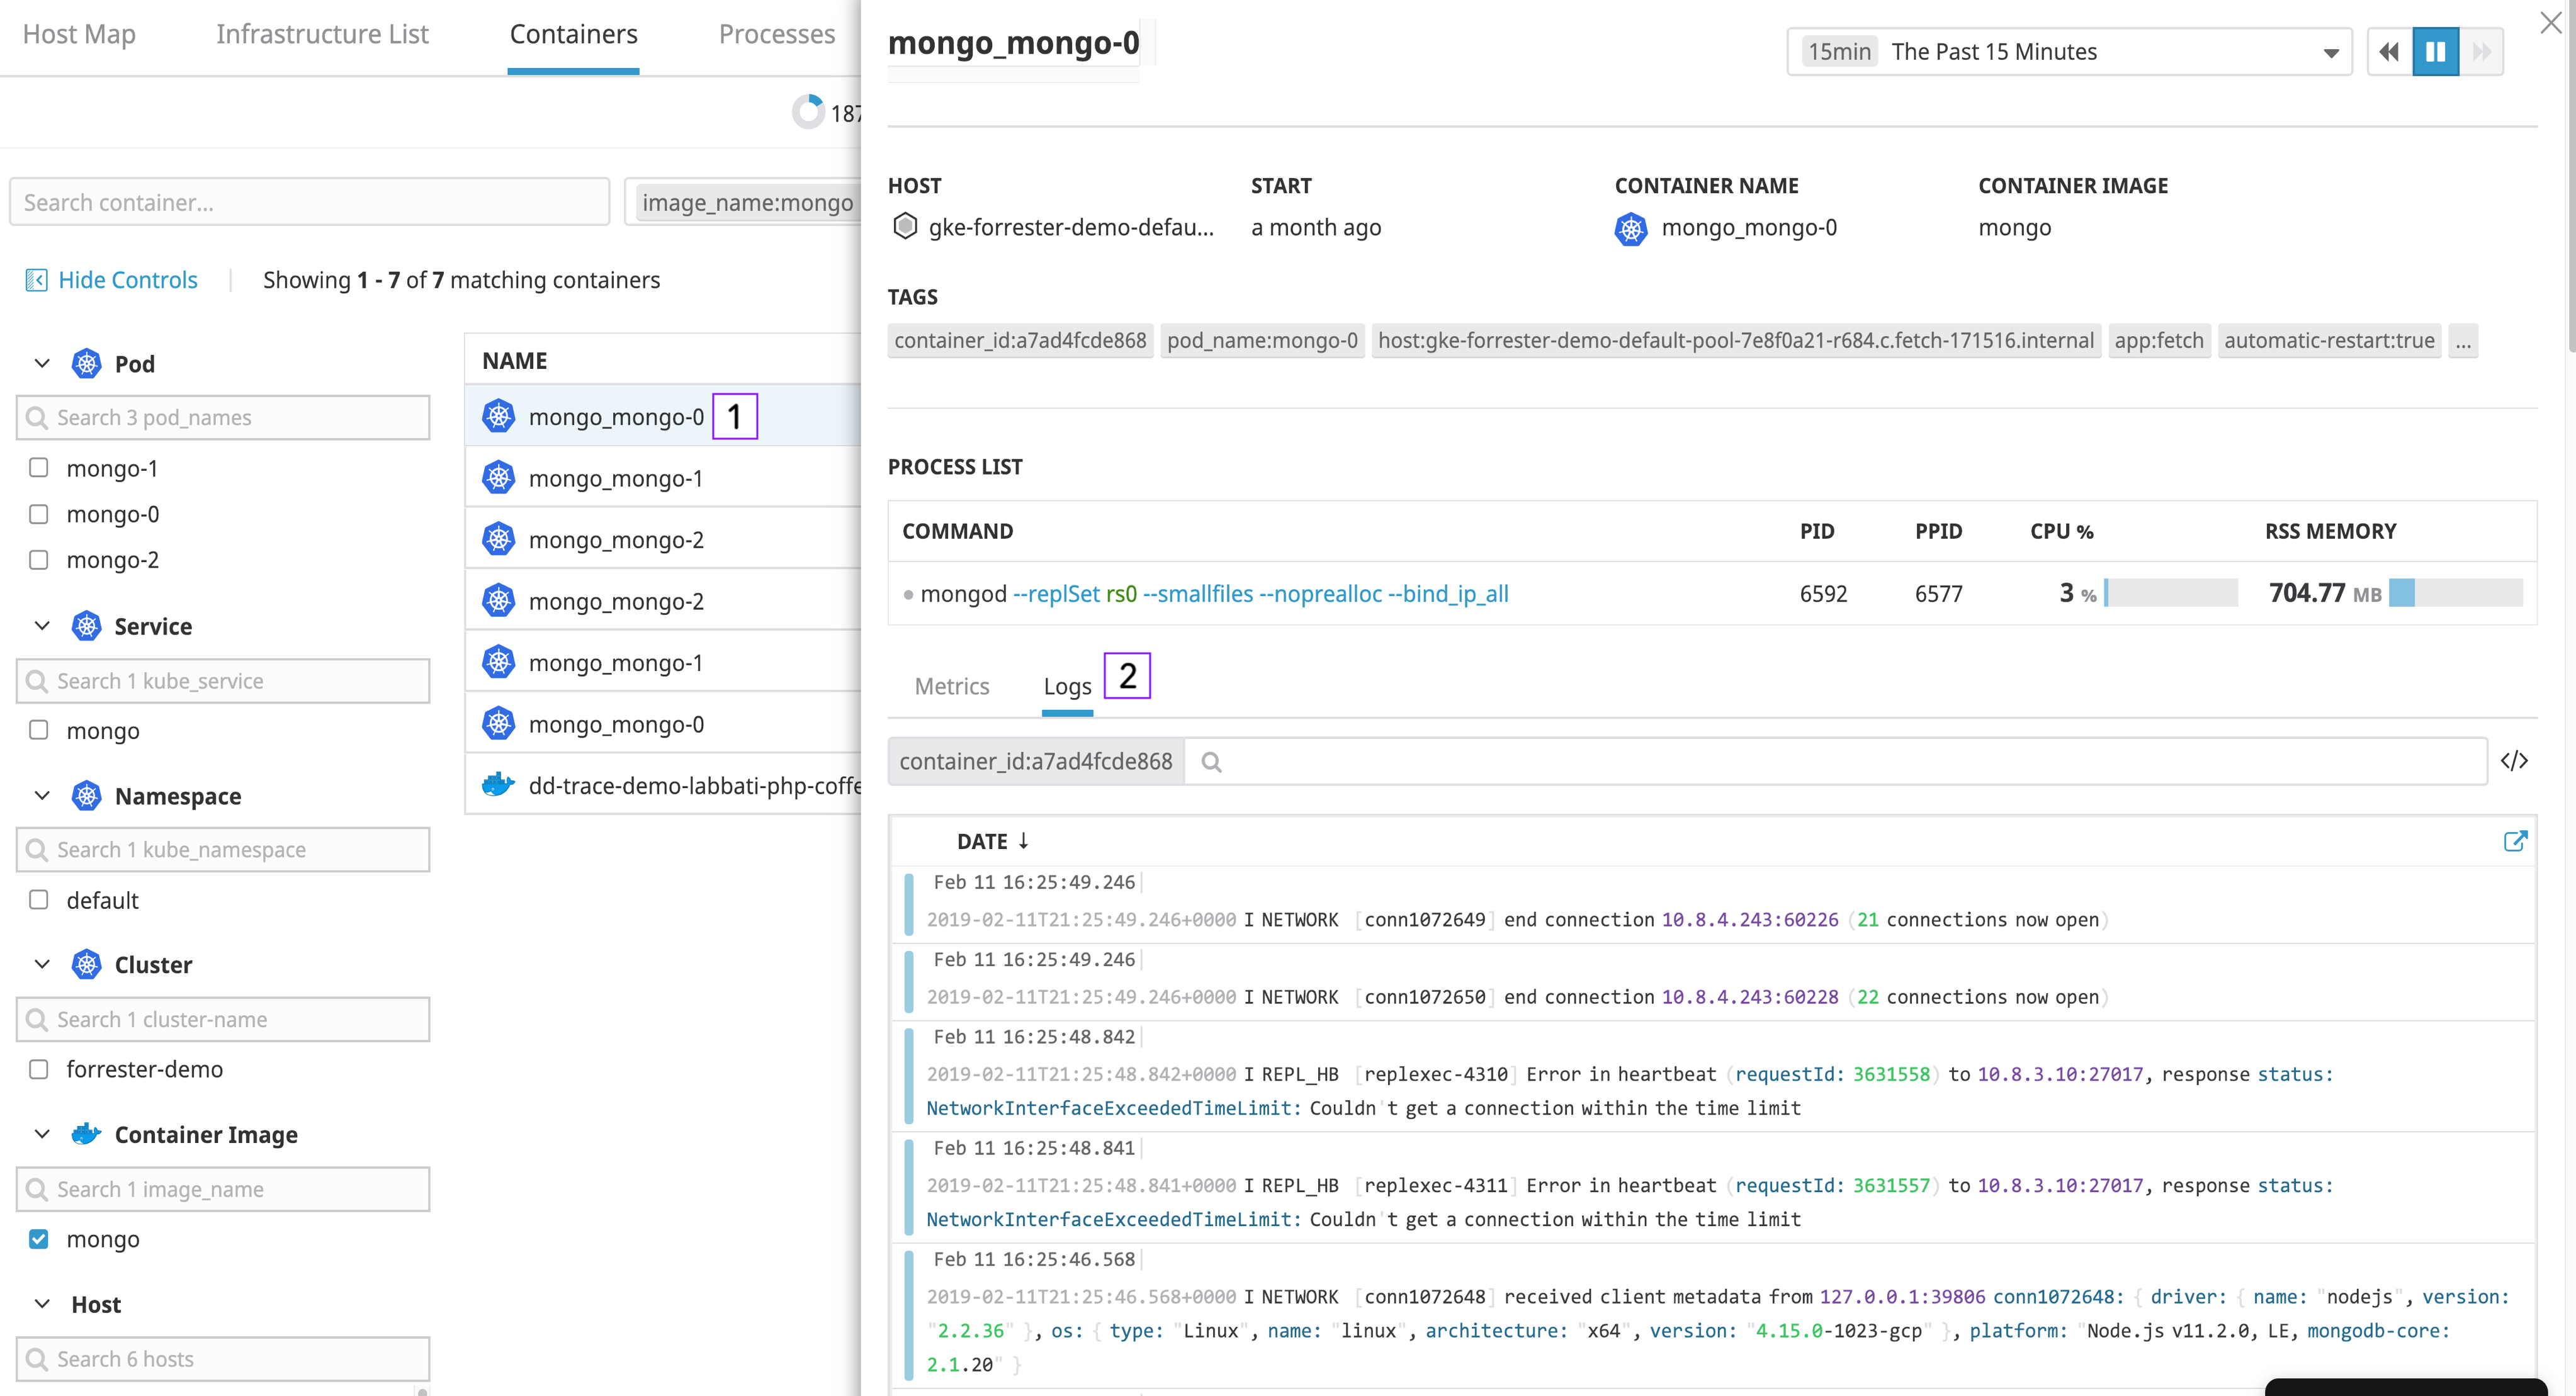 Host Map Infrastructure List Containers Processes
187
Search container... image_name:mongo
Hide Controls Showing 1 - 7 of 7 matching containers
Pod
Search 3 pod_names
mongo-1
mongo-0
mongo-2
Service
Search 1 kube_service
mongo
Namespace
Search 1 kube_namespace
default
Cluster
Search 1 cluster-name
forrester-demo
Container Image
Search 1 image_name
mongo
Host
Search 6 hosts
NAME
mongo_mongo-0 1
mongo_mongo-1
mongo_mongo-2
mongo_mongo-2
mongo_mongo-1
mongo_mongo-0
dd-trace-demo-labbati-php-coffe
mongo_mongo-0
15min The Past 15 Minutes
HOST START CONTAINER NAME CONTAINER IMAGE
gke-forrester-demo-defau... a month ago mongo_mongo-0 mongo
TAGS
container_id:a7ad4fcde868 pod_name:mongo-0 host:gke-forrester-demo-default-pool-7e8f0a21-r684.c.fetch-171516.internal app:fetch automatic-restart:true ...
PROCESS LIST
COMMAND PID PPID CPU % RSS MEMORY
mongod --replSet rs0 --smallfiles --noprealloc --bind_ip_all 6592 6577 3 % 704.77 MB
Metrics Logs 2
container_id:a7ad4fcde868 </>
DATE ↓
Feb 11 16:25:49.246
2019-02-11T21:25:49.246+0000 I NETWORK [conn1072649] end connection 10.8.4.243:60226 (21 connections now open)
Feb 11 16:25:49.246
2019-02-11T21:25:49.246+0000 I NETWORK [conn1072650] end connection 10.8.4.243:60228 (22 connections now open)
Feb 11 16:25:48.842
2019-02-11T21:25:48.842+0000 I REPL_HB [replexec-4310] Error in heartbeat (requestId: 3631558) to 10.8.3.10:27017, response status:
NetworkInterfaceExceededTimeLimit: Couldn't get a connection within the time limit
Feb 11 16:25:48.841
2019-02-11T21:25:48.841+0000 I REPL_HB [replexec-4311] Error in heartbeat (requestId: 3631557) to 10.8.3.10:27017, response status:
NetworkInterfaceExceededTimeLimit: Couldn't get a connection within the time limit
Feb 11 16:25:46.568
2019-02-11T21:25:46.568+0000 I NETWORK [conn1072648] received client metadata from 127.0.0.1:39806 conn1072648: { driver: { name: "nodejs", version:
"2.2.36" }, os: { type: "Linux", name: "linux", architecture: "x64", version: "4.15.0-1023-gcp" }, platform: "Node.js v11.2.0, LE, mongodb-core:
2.1.20" }